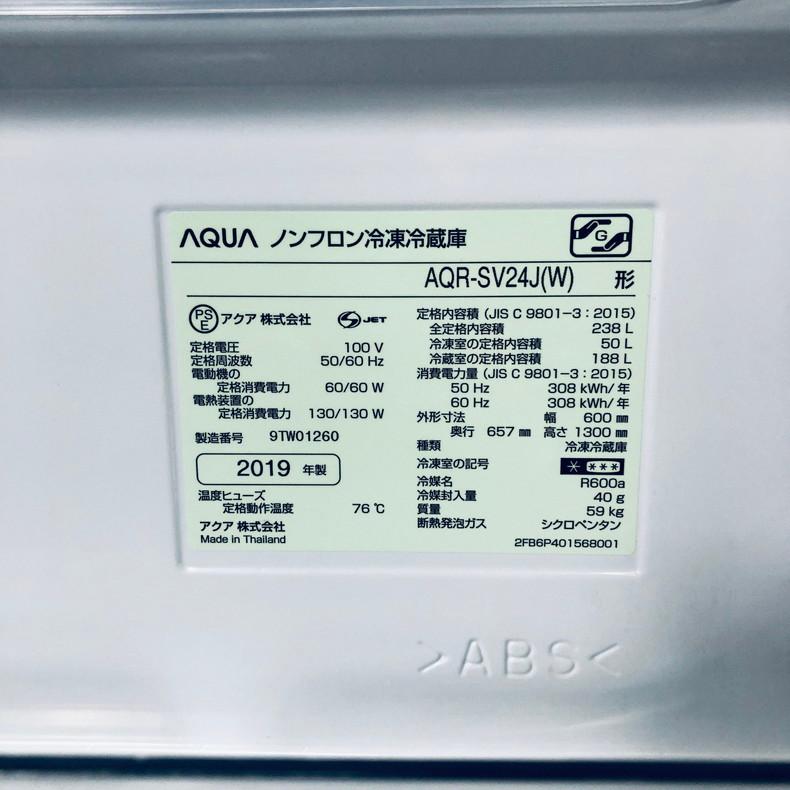 AQUA ノンフロン冷凍冷蔵庫
G
AQR-SV24J(W) 形
PSE アクア 株式会社 S JET
定格電圧 100 V
定格周波数 50/60 Hz
電動機の
定格消費電力 60/60 W
電熱装置の
定格消費電力 130/130 W
製造番号 9TW01260
2019 年製
温度ヒューズ
定格動作温度 76 ℃
アクア 株式会社
Made in Thailand
定格内容積 (JIS C 9801-3 : 2015)
全定格内容積 238 L
冷凍室の定格内容積 50 L
冷蔵室の定格内容積 188 L
消費電力量 (JIS C 9801-3 : 2015)
50 Hz 308 kWh/年
60 Hz 308 kWh/年
外形寸法 幅 600 mm
奥行 657 mm 高さ 1300 mm
種類 冷凍冷蔵庫
冷凍室の記号 * ***
冷媒名 R600a
冷媒封入量 40 g
質量 59 kg
断熱発泡ガス シクロペンタン
2FB6P401568001
>ABS<